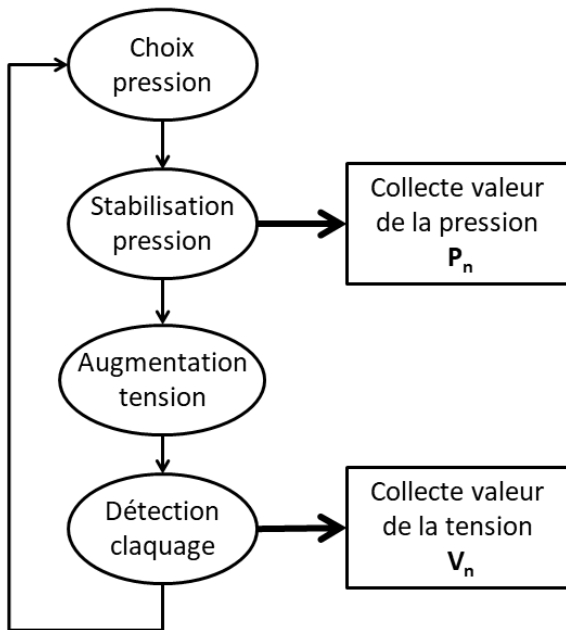 Choix
pression
Stabilisation
pression
Collecte valeur
de la pression
Pn
Augmentation
tension
Détection
claquage
Collecte valeur
de la tension
Vn